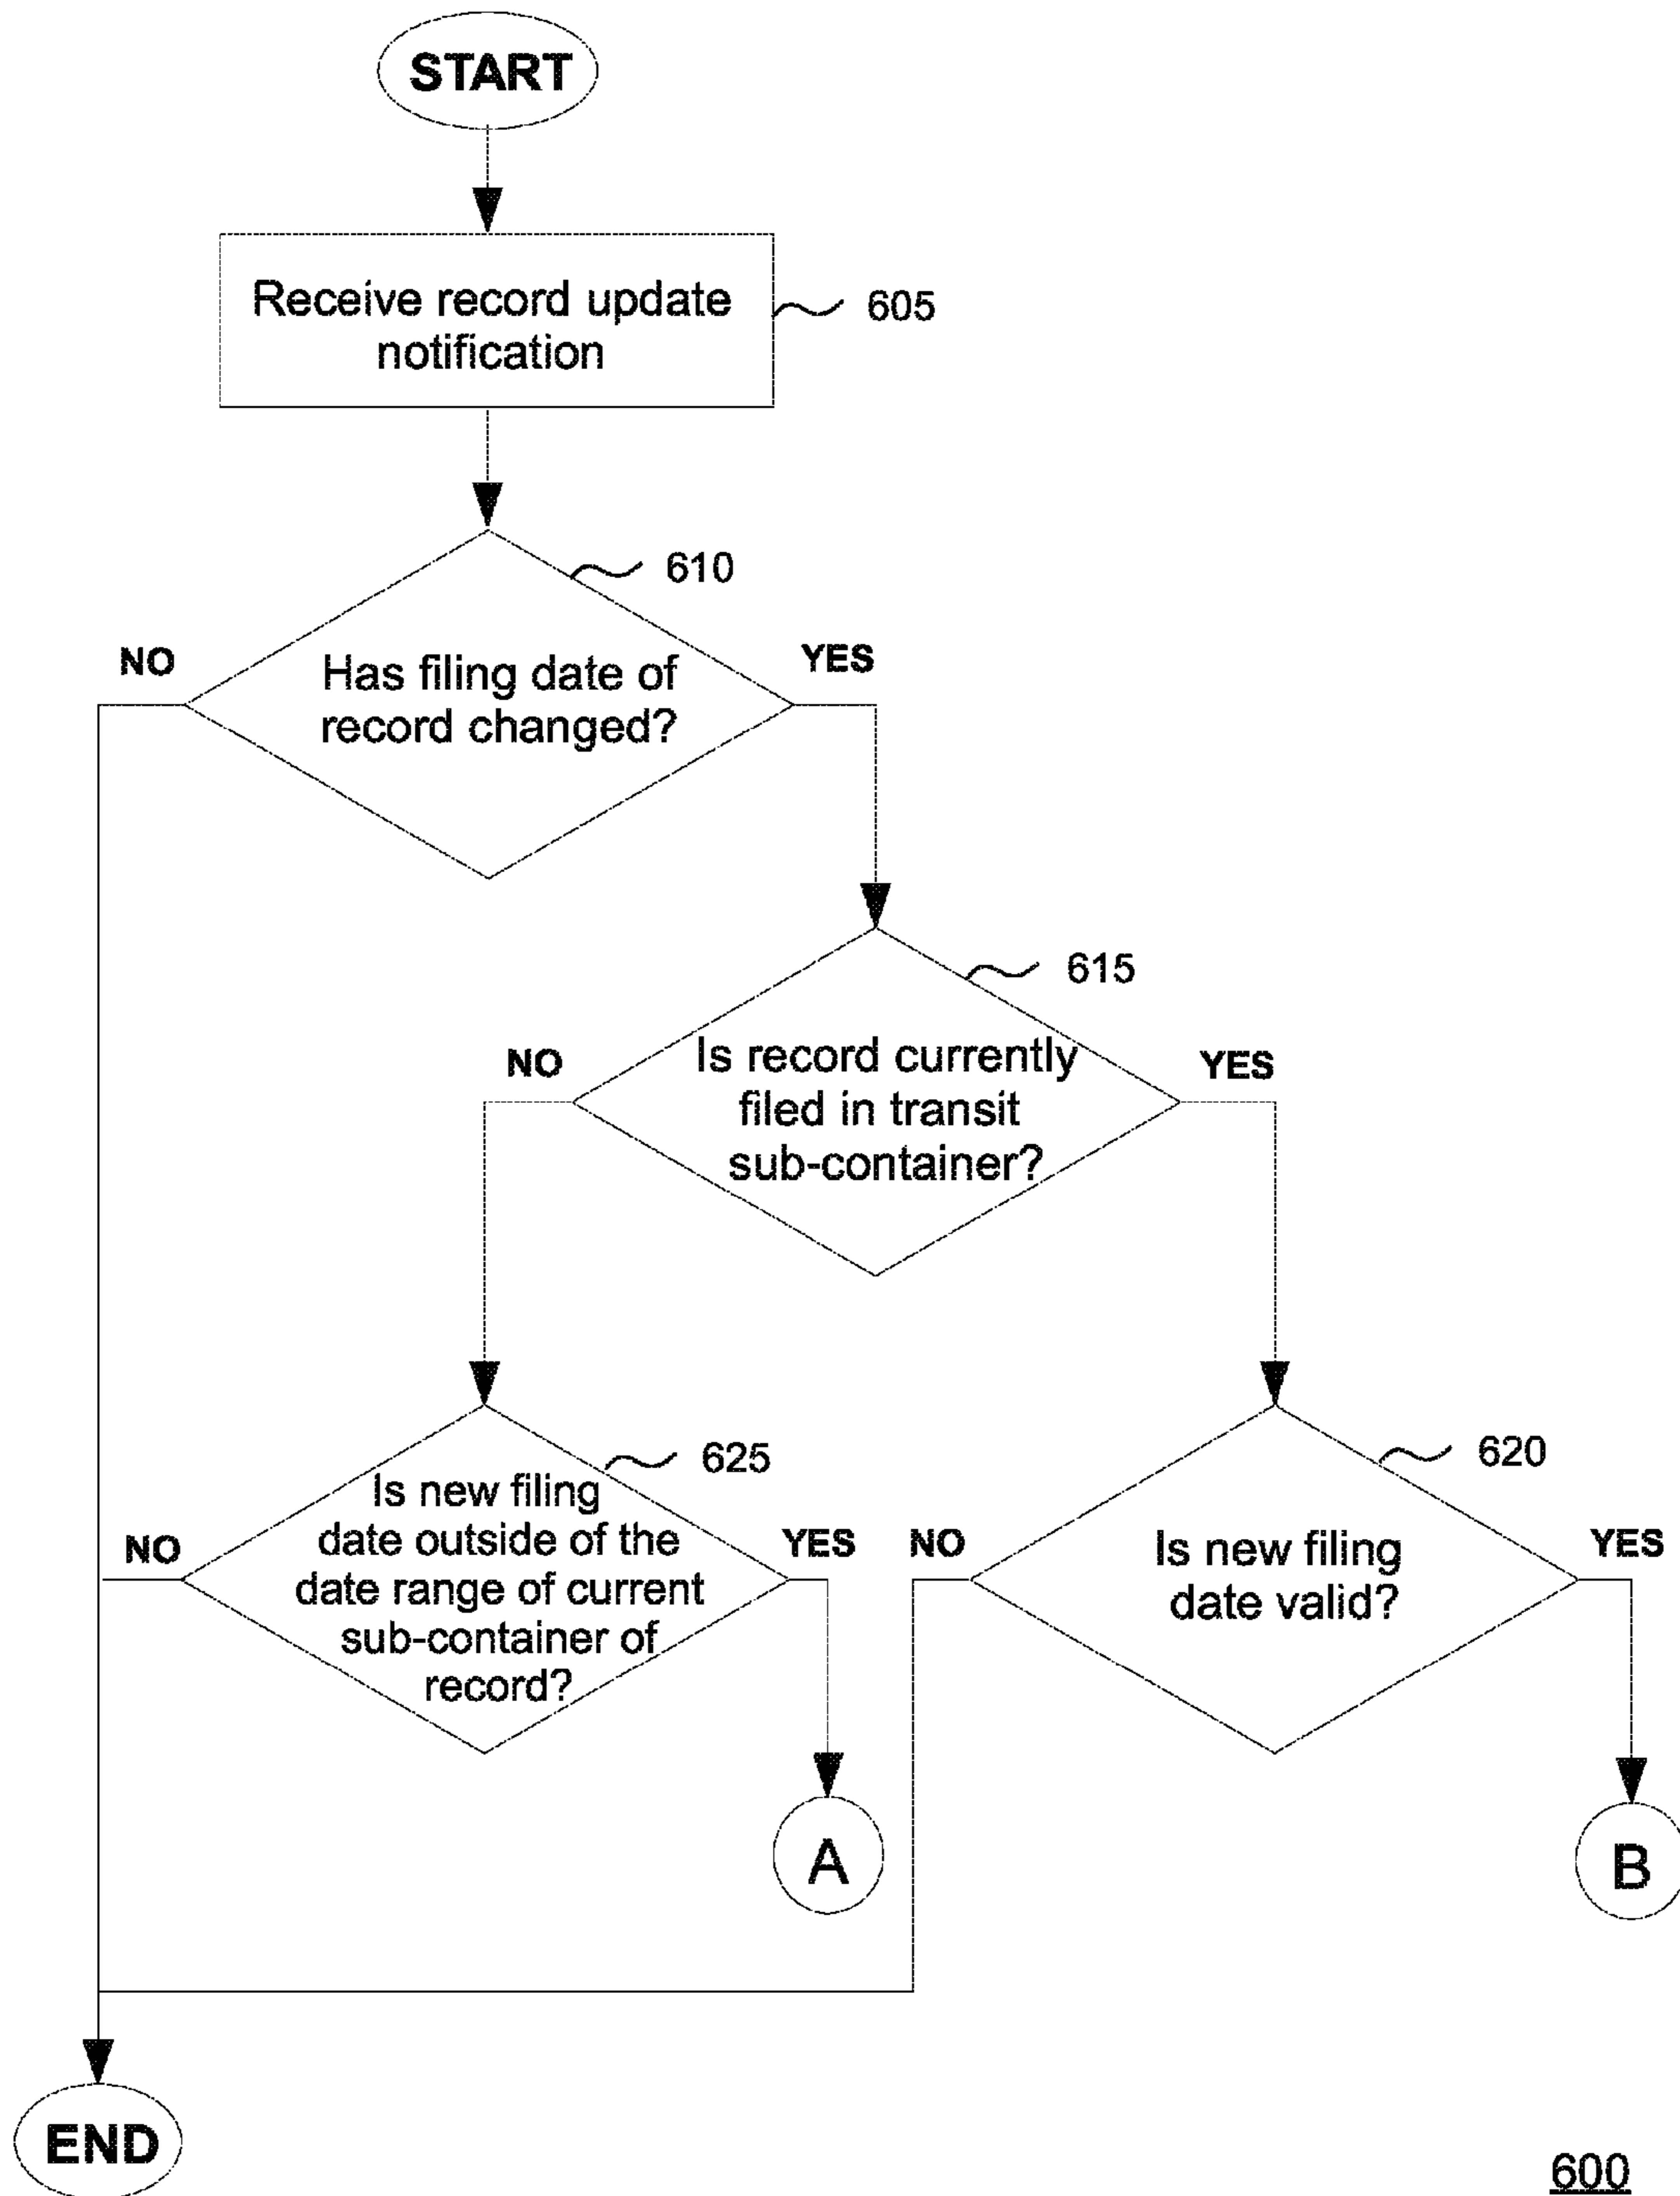 START
Receive record update
notification
605
610
NO
YES
Has filing date of
record changed?
615
NO
YES
Is record currently
filed in transit
sub-container?
625
NO
YES
Is new filing
date outside of the
date range of current
sub-container of
record?
620
NO
YES
Is new filing
date valid?
A
B
END
600